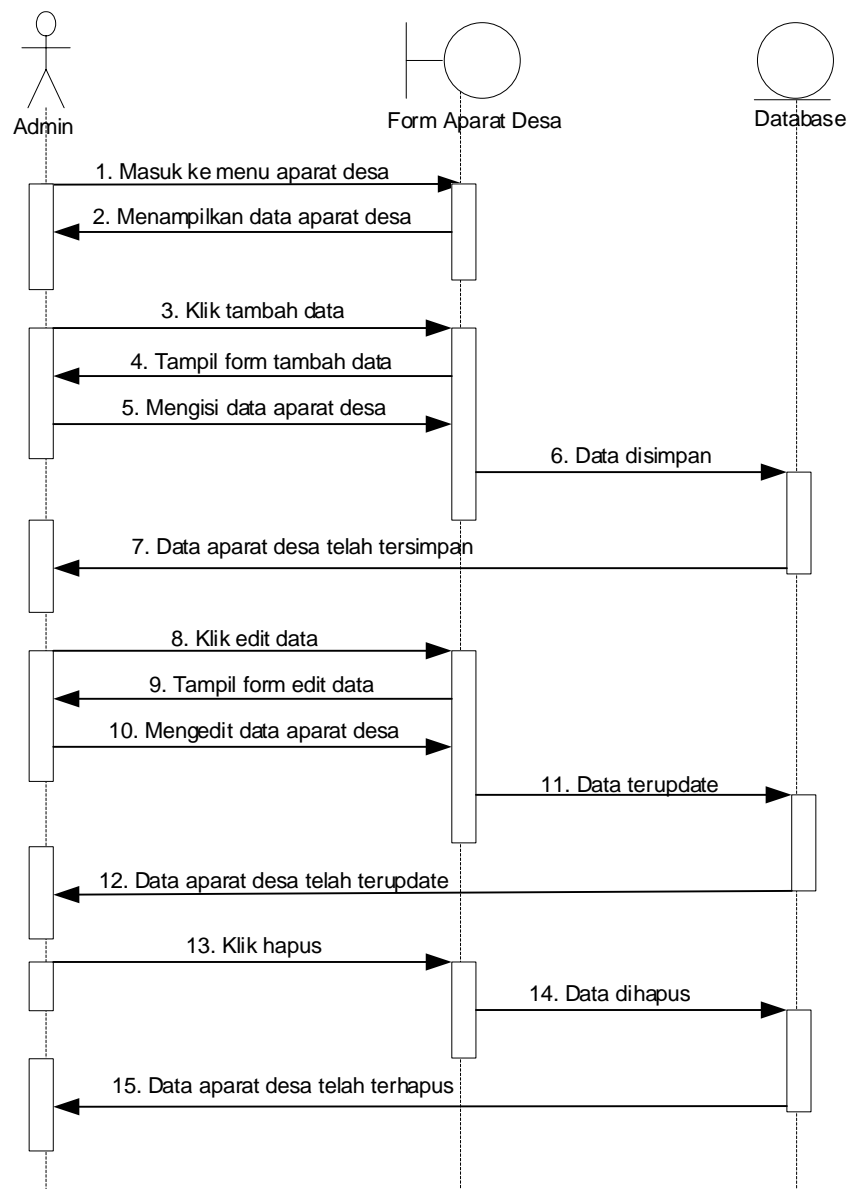 Admin
Form Aparat Desa
Database
1. Masuk ke menu aparat desa
2. Menampilkan data aparat desa
3. Klik tambah data
4. Tampil form tambah data
5. Mengisi data aparat desa
6. Data disimpan
7. Data aparat desa telah tersimpan
8. Klik edit data
9. Tampil form edit data
10. Mengedit data aparat desa
11. Data terupdate
12. Data aparat desa telah terupdate
13. Klik hapus
14. Data dihapus
15. Data aparat desa telah terhapus